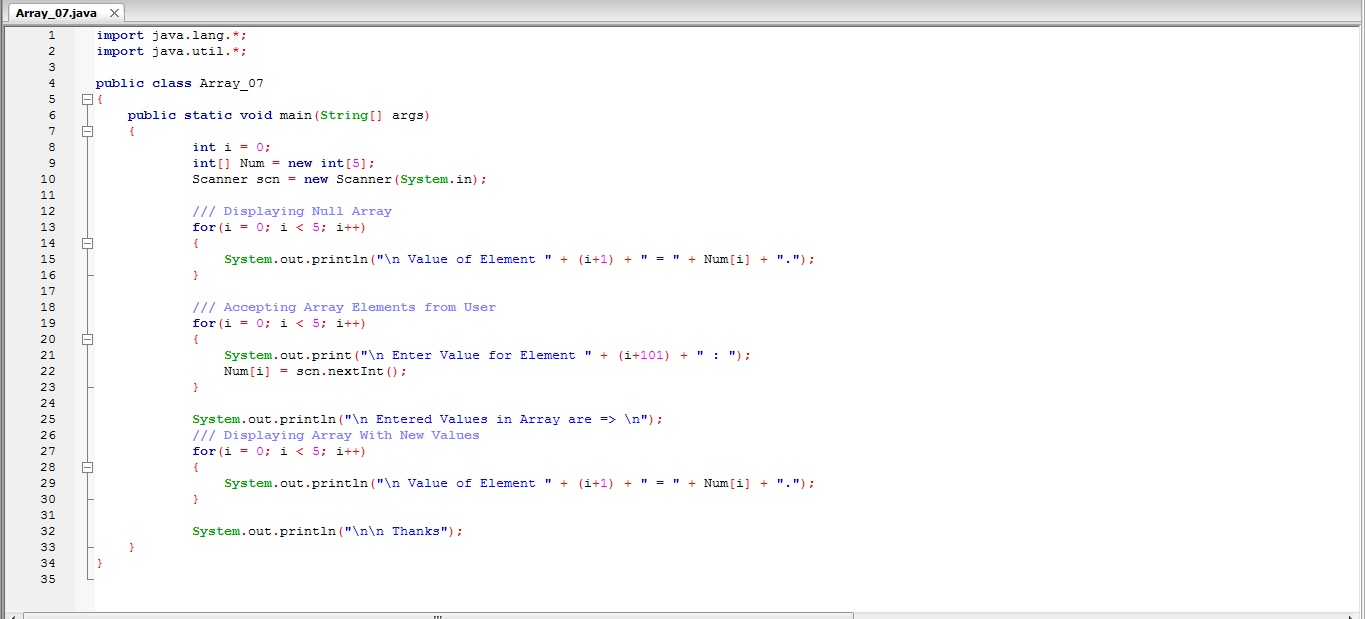 Array_07.java
1 import java.lang.*;
2 import java.util.*;
3
4 public class Array_07
5 {
6 public static void main(String[] args)
7 {
8 int i = 0;
9 int[] Num = new int[5];
10 Scanner scn = new Scanner(System.in);
11
12 /// Displaying Null Array
13 for(i = 0; i < 5; i++)
14 {
15 System.out.println("\n Value of Element " + (i+1) + " = " + Num[i] + ".");
16 }
17
18 /// Accepting Array Elements from User
19 for(i = 0; i < 5; i++)
20 {
21 System.out.print("\n Enter Value for Element " + (i+101) + " : ");
22 Num[i] = scn.nextInt();
23 }
24
25 System.out.println("\n Entered Values in Array are => \n");
26 /// Displaying Array With New Values
27 for(i = 0; i < 5; i++)
28 {
29 System.out.println("\n Value of Element " + (i+1) + " = " + Num[i] + ".");
30 }
31
32 System.out.println("\n\n Thanks");
33 }
34 }
35